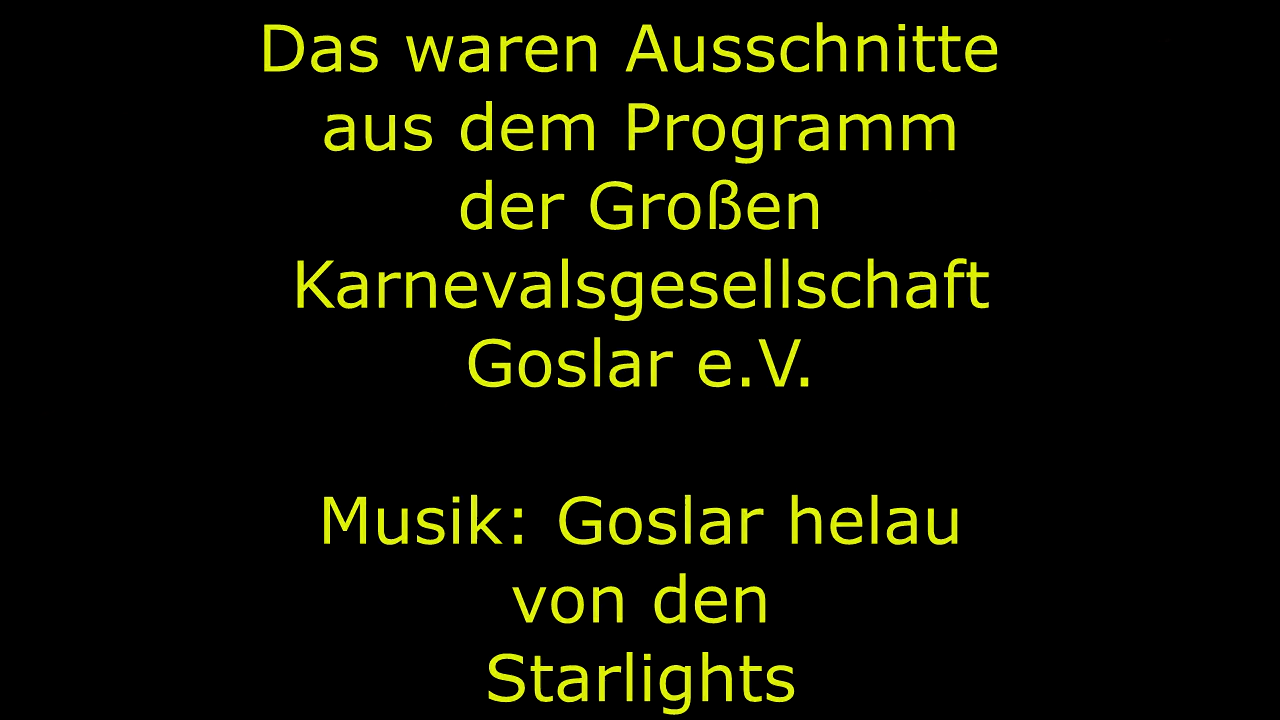 Das waren Ausschnitte
aus dem Programm
der Großen
Karnevalsgesellschaft
Goslar e.V.
Musik: Goslar helau
von den
Starlights